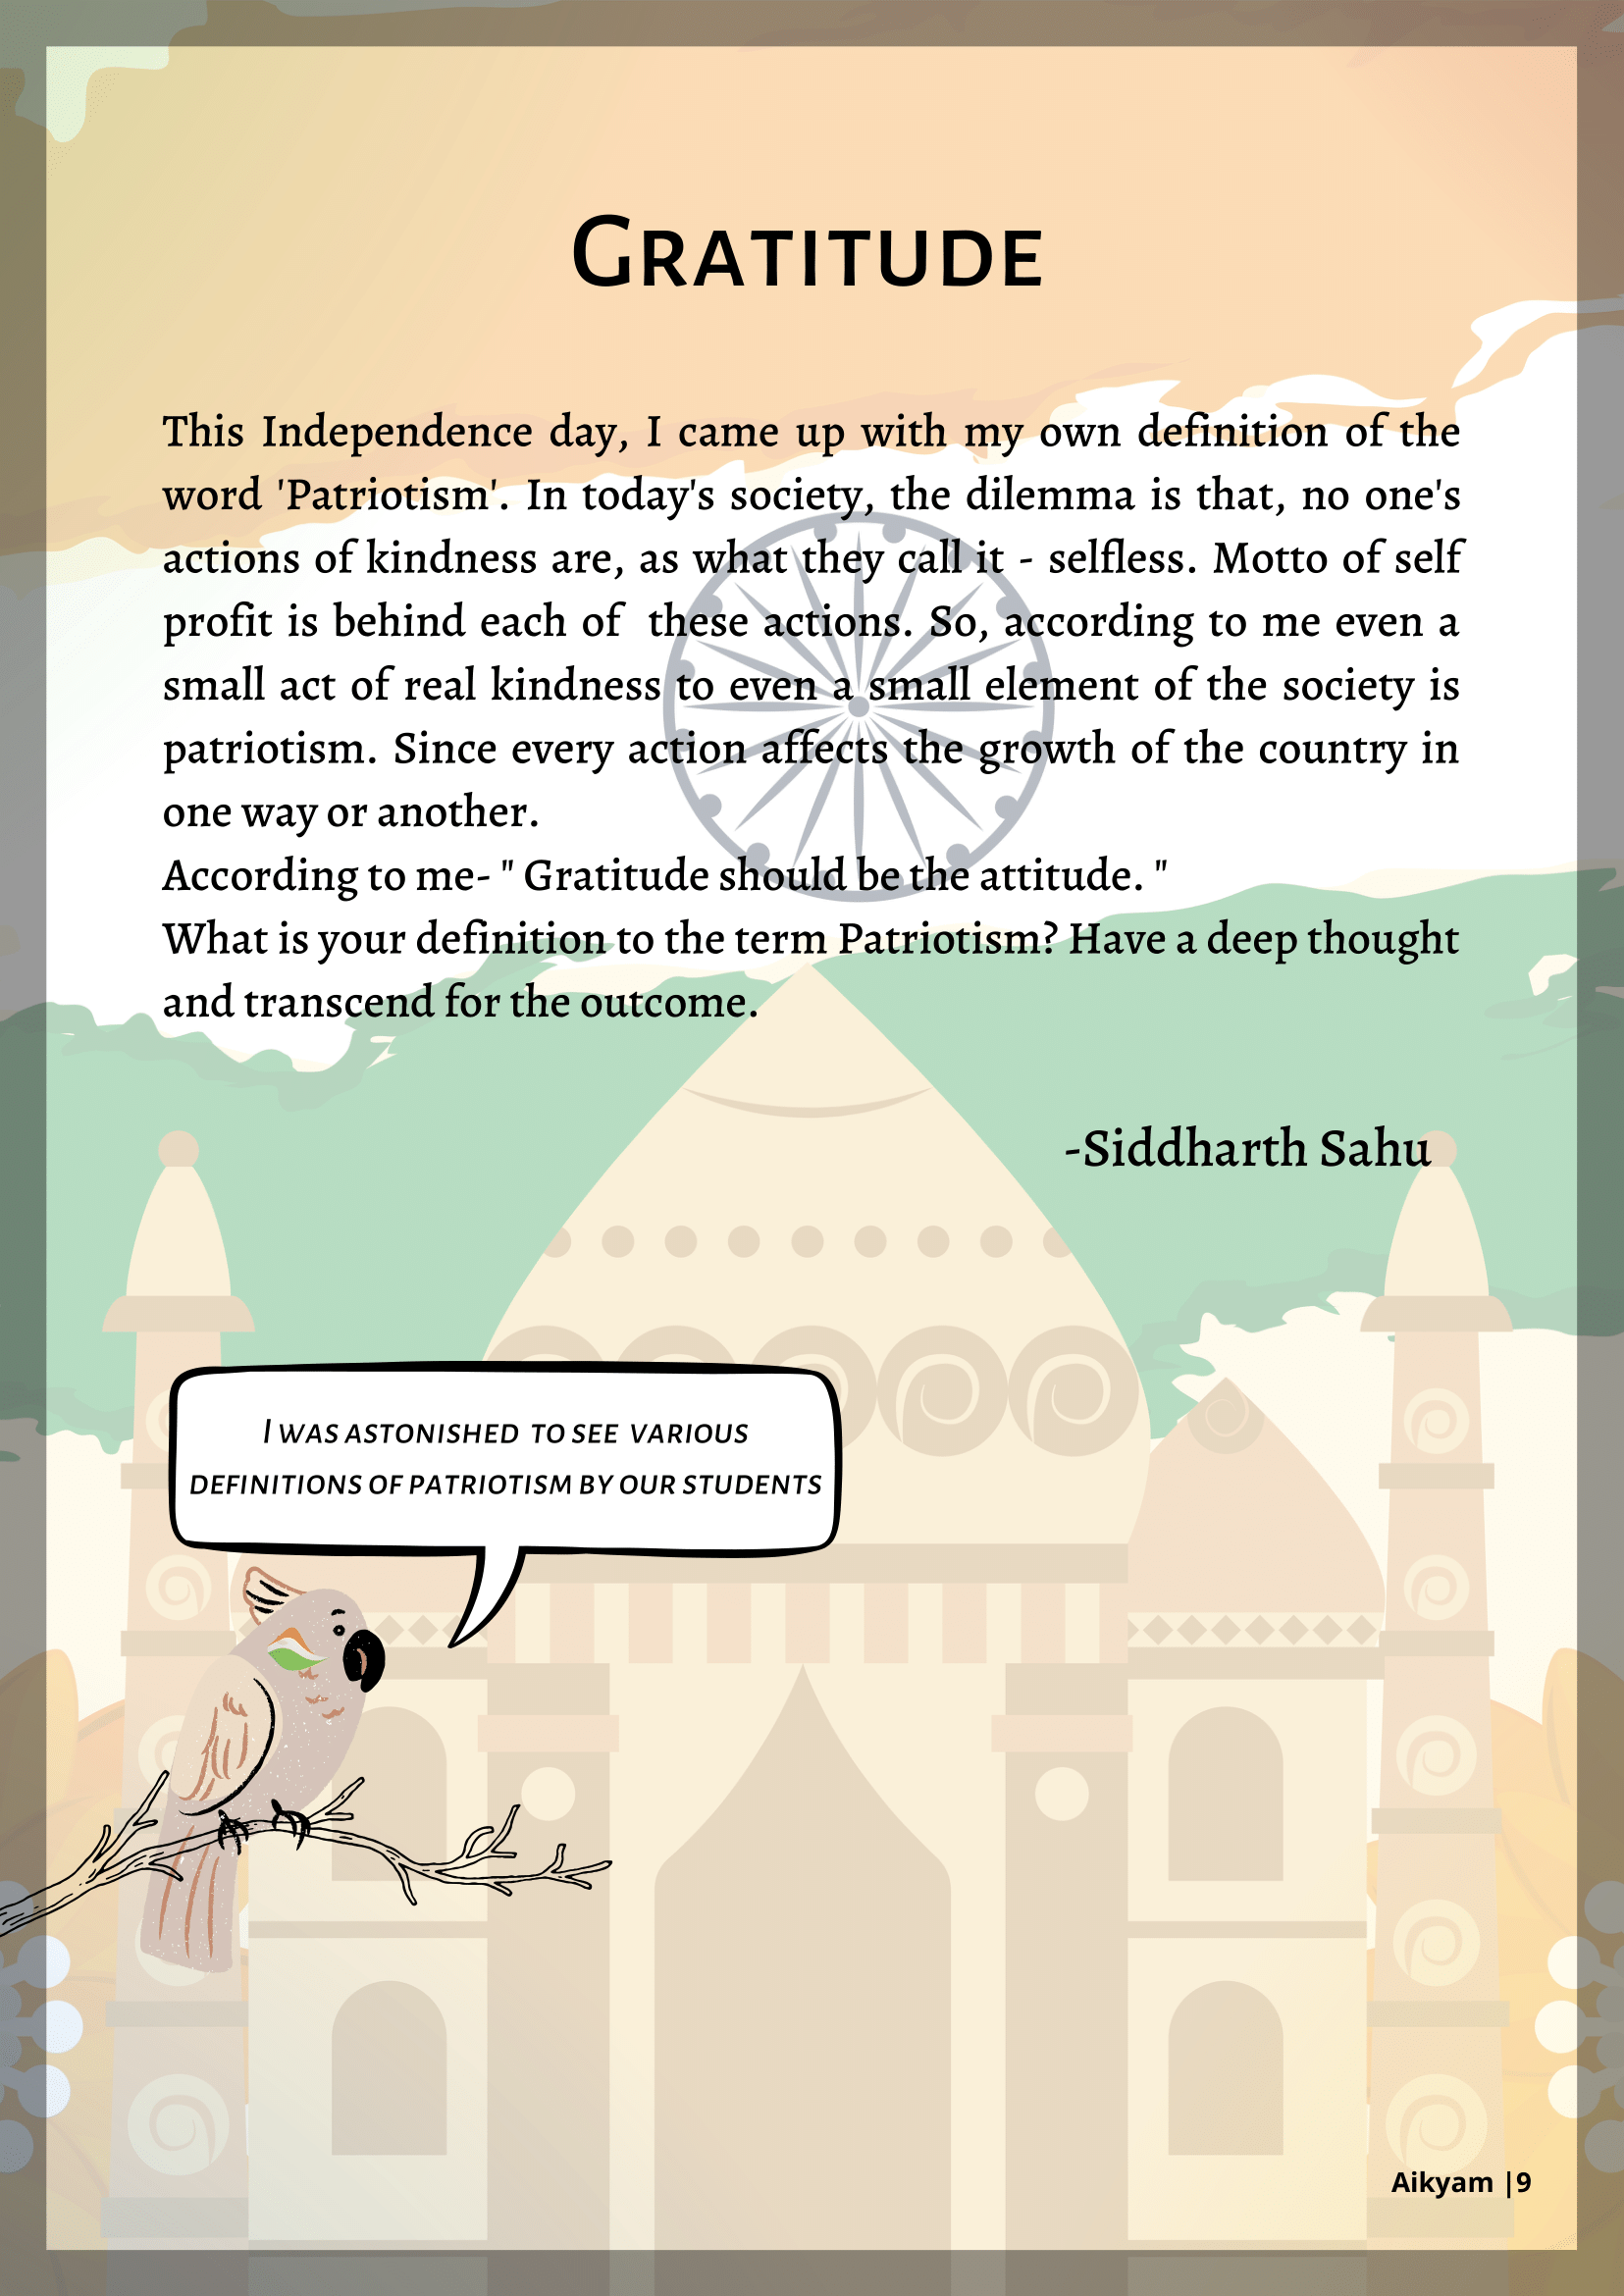 Gratitude
This Independence day, I came up with my own definition of the
word 'Patriotism'. In today's society, the dilemma is that, no one's
actions of kindness are, as what they call it - selfless. Motto of self
profit is behind each of  these actions. So, according to me even a
small act of real kindness to even a small element of the society is
patriotism. Since every action affects the growth of the country in
one way or another.
According to me- " Gratitude should be the attitude. "
What is your definition to the term Patriotism? Have a deep thought
and transcend for the outcome.
-Siddharth Sahu
I was astonished to see various
definitions of patriotism by our students
Aikyam |9